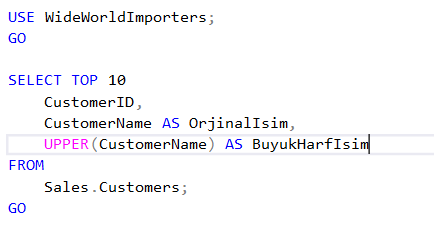 USE WideWorldImporters;
GO
SELECT TOP 10
CustomerID,
CustomerName AS OrjinalIsim,
UPPER(CustomerName) AS BuyukHarfIsim
FROM
Sales.Customers;
GO